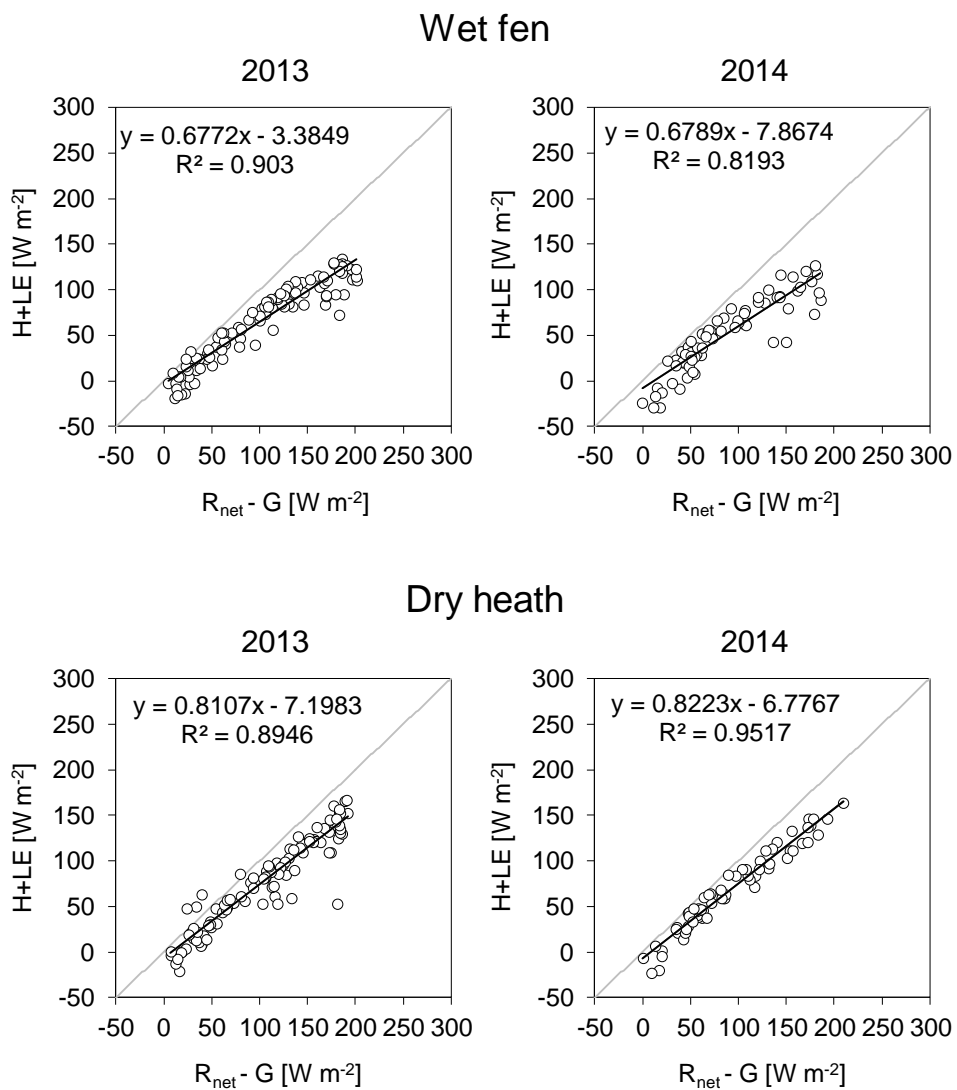 Wet fen
2013
300
250
200
150
100
50
0
-50
H+LE [W m-2]
y = 0.6772x - 3.3849
R² = 0.903
-50 0 50 100 150 200 250 300
Rnet - G [W m-2]
2014
300
250
200
150
100
50
0
-50
H+LE [W m-2]
y = 0.6789x - 7.8674
R² = 0.8193
-50 0 50 100 150 200 250 300
Rnet - G [W m-2]
Dry heath
2013
300
250
200
150
100
50
0
-50
H+LE [W m-2]
y = 0.8107x - 7.1983
R² = 0.8946
-50 0 50 100 150 200 250 300
Rnet - G [W m-2]
2014
300
250
200
150
100
50
0
-50
H+LE [W m-2]
y = 0.8223x - 6.7767
R² = 0.9517
-50 0 50 100 150 200 250 300
Rnet - G [W m-2]